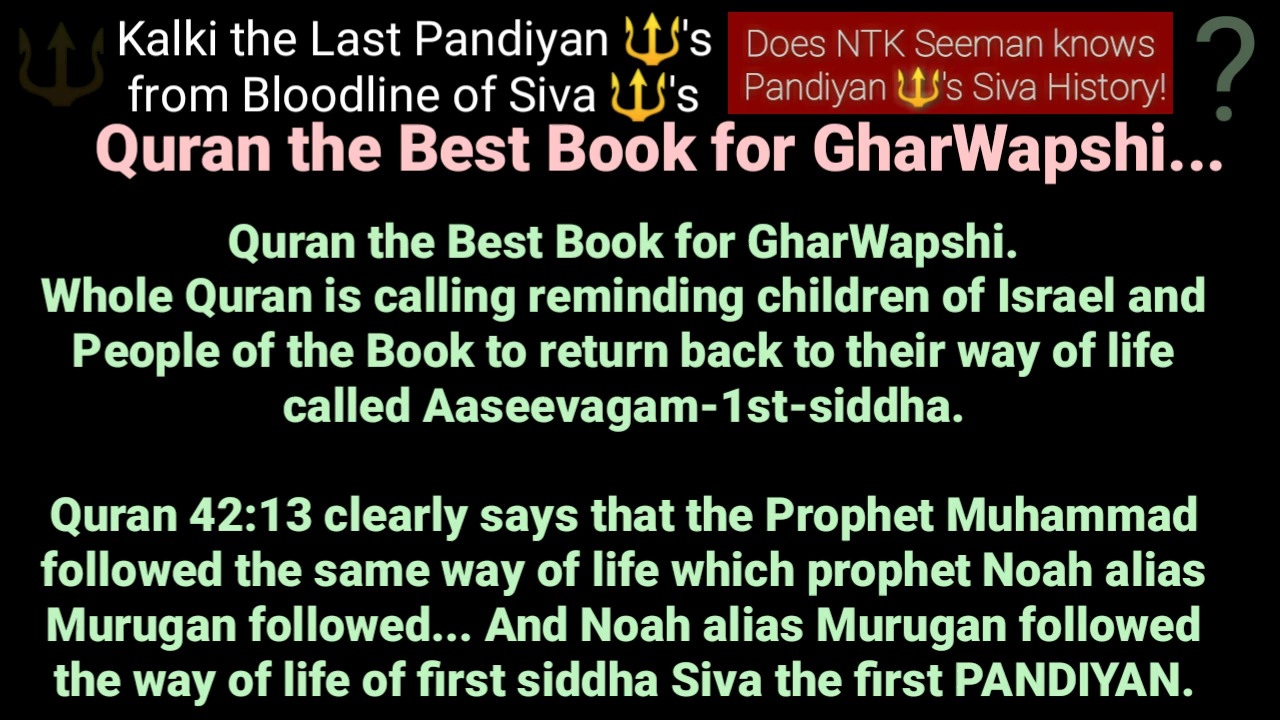 Kalki the Last Pandiyan 🔱's
from Bloodline of Siva 🔱's
Does NTK Seeman knows
Pandiyan 🔱's Siva History!
?
Quran the Best Book for GharWapshi...
Quran the Best Book for GharWapshi.
Whole Quran is calling reminding children of Israel and
People of the Book to return back to their way of life
called Aaseevagam-1st-siddha.
Quran 42:13 clearly says that the Prophet Muhammad
followed the same way of life which prophet Noah alias
Murugan followed... And Noah alias Murugan followed
the way of life of first siddha Siva the first PANDIYAN.